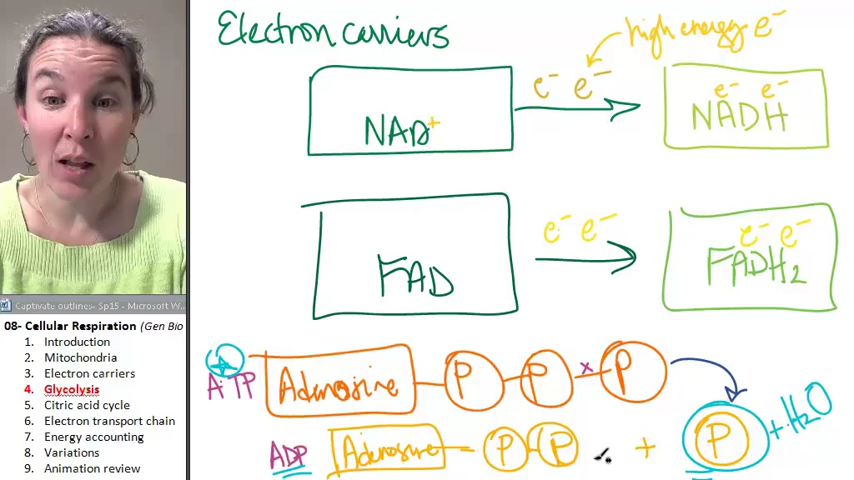 Electron carriers
high energy e⁻
NAD⁺
e⁻ e⁻
e⁻ e⁻
NADH
FAD
e⁻ e⁻
e⁻ e⁻
FADH₂
ATP Adenosine P P x P
ADP Adenosine P P + P + H₂O
Captivate outlines- Sp15 - Microsoft W...
08- Cellular Respiration (Gen Bio
1. Introduction
2. Mitochondria
3. Electron carriers
4. Glycolysis
5. Citric acid cycle
6. Electron transport chain
7. Energy accounting
8. Variations
9. Animation review